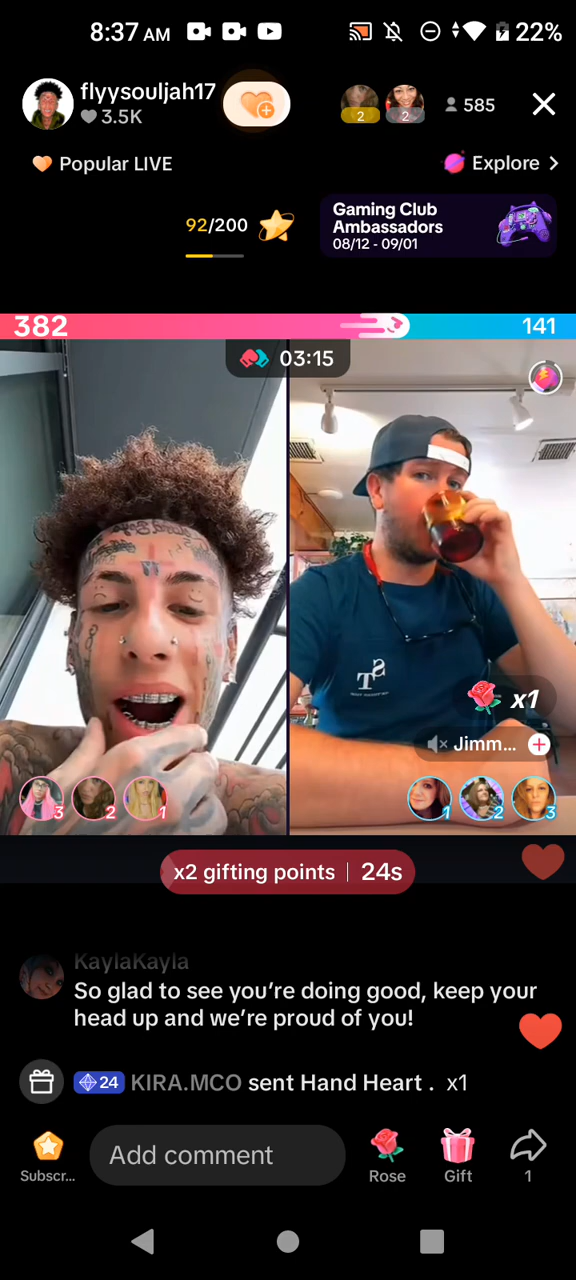 8:37 AM
22%
flyysouljah17
3.5K
2
2
585
Popular LIVE
Explore >
92/200
Gaming Club
Ambassadors
08/12 - 09/01
382
141
03:15
TS
x1
Jimm...
3
2
1
1
2
3
x2 gifting points | 24s
KaylaKayla
So glad to see you're doing good, keep your
head up and we're proud of you!
24 KIRA.MCO sent Hand Heart . x1
Add comment
Subscr...
Rose
Gift
1